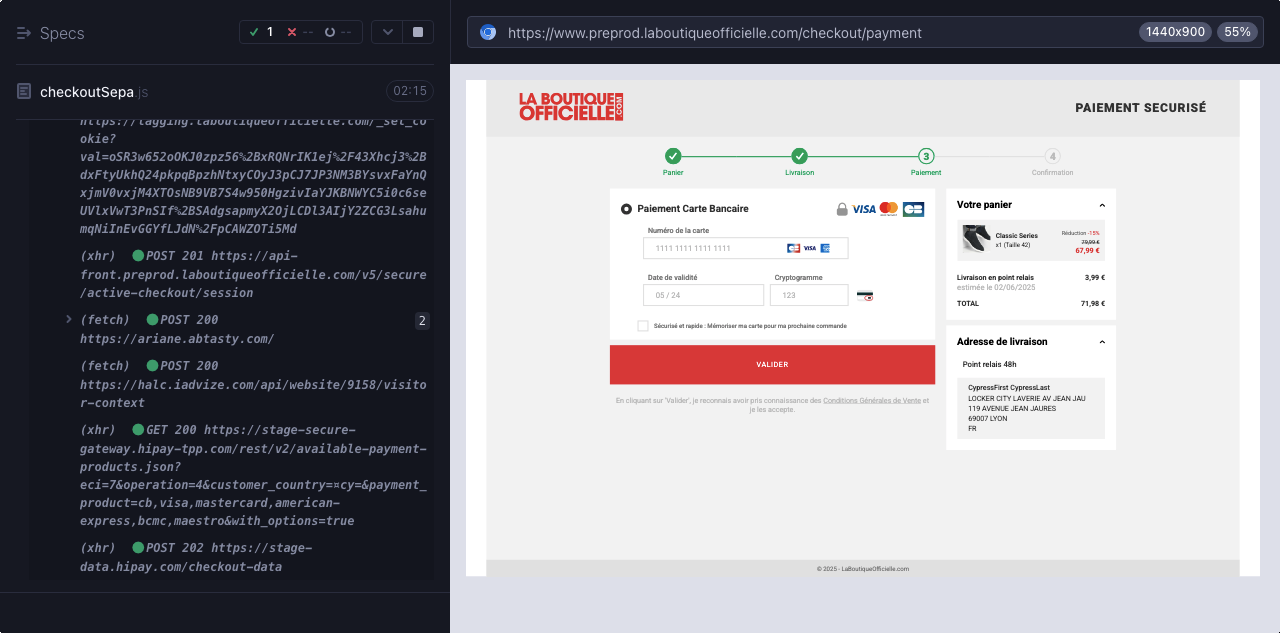 Specs
1
--
--
checkoutSepa.js
02:15
https://tagging.laboutiqueofficielle.com/_set_co
okie?
val=oSR3w652oOKJ0zpz56%2BxRQNrIK1ej%2F43Xhcj3%2B
dxFtyUkhQ24pkpqBpzhNtxyCOyJ3pCJ7JP3NM3BYsvxFaYnQ
xjmV0vxjM4XTOsNB9VB7S4w950HgzivIaYJKBNWYC5i0c6se
UVlxVwT3PnSIf%2BSAdgsapmyX2OjLCDl3AIjY2ZCG3Lsahu
mqNiInEvGGYfLJdN%2FpCAWZOTi5Md
(xhr) POST 201 https://api-
front.preprod.laboutiqueofficielle.com/v5/secure
/active-checkout/session
(fetch) POST 200
https://ariane.abtasty.com/
2
(fetch) POST 200
https://halc.iadvize.com/api/website/9158/visito
r-context
(xhr) GET 200 https://stage-secure-
gateway.hipay-tpp.com/rest/v2/available-payment-
products.json?
eci=7&operation=4&customer_country=¤cy=&payment_
product=cb,visa,mastercard,american-
express,bcmc,maestro&with_options=true
(xhr) POST 202 https://stage-
data.hipay.com/checkout-data
https://www.preprod.laboutiqueofficielle.com/checkout/payment
1440x900
55%
LA BOUTIQUE
OFFICIELLE.COM
PAIEMENT SECURISÉ
3
4
Panier
Livraison
Paiement
Confirmation
Paiement Carte Bancaire
VISA
Numéro de la carte
1111 1111 1111 1111
VISA
Date de validité
Cryptogramme
05 / 24
123
Sécurisé et rapide : Mémoriser ma carte pour ma prochaine commande
VALIDER
En cliquant sur 'Valider', je reconnais avoir pris connaissance des Conditions Générales de Vente et
je les accepte.
Votre panier
Classic Series
x1 (Taille 42)
Réduction -15%
79,99 €
67,99 €
Livraison en point relais
3,99 €
estimée le 02/06/2025
TOTAL
71,98 €
Adresse de livraison
Point relais 48h
CypressFirst CypressLast
LOCKER CITY LAVERIE AV JEAN JAU
119 AVENUE JEAN JAURES
69007 LYON
FR
© 2025 - LaBoutiqueOfficielle.com